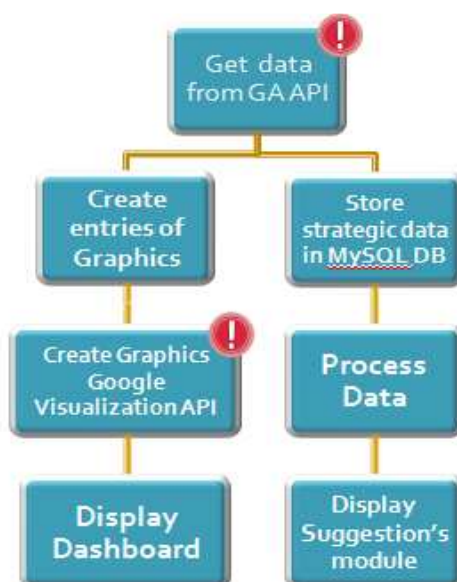 !
Get data
from GA API
Create
entries of
Graphics
Store
strategic data
in MySQL DB
!
Create Graphics
Google
Visualization API
Process
Data
Display
Dashboard
Display
Suggestion's
module